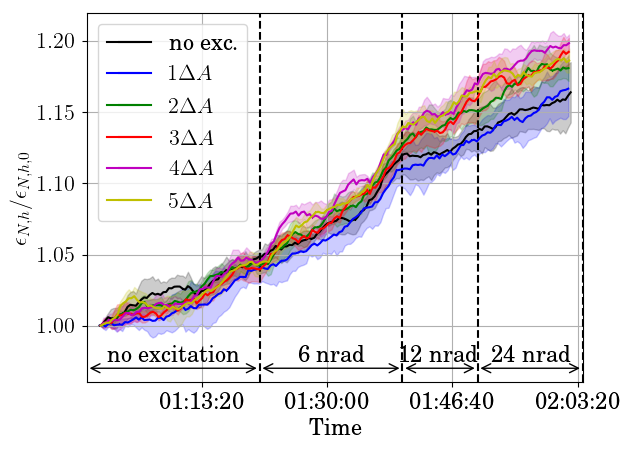 1.20
1.15
1.10
1.05
1.00
ϵN,h/ϵN,h,0
no exc.
1ΔA
2ΔA
3ΔA
4ΔA
5ΔA
no excitation
6 nrad
12 nrad
24 nrad
01:13:20
01:30:00
01:46:40
02:03:20
Time